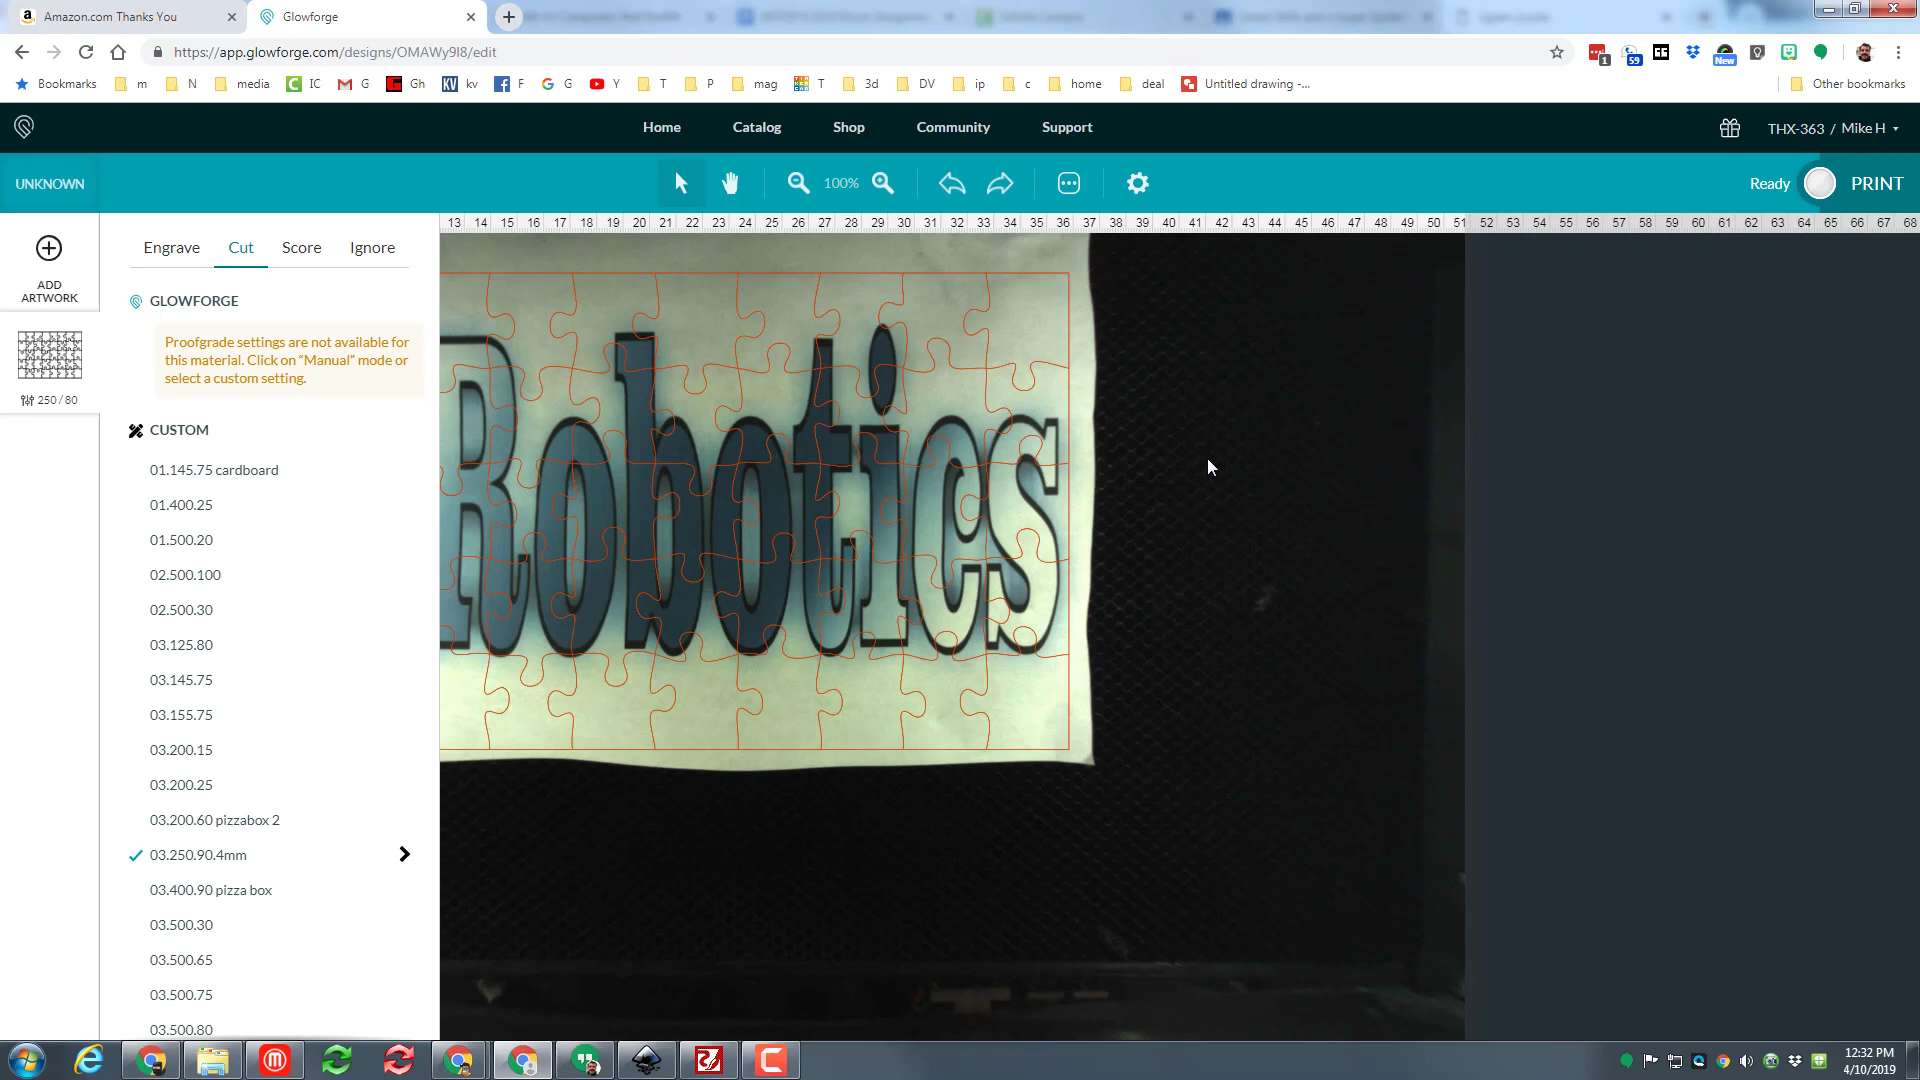 Amazon.com Thanks You
Glowforge
https://app.glowforge.com/designs/OMAWy9I8/edit
Bookmarks m N media IC G Gh kv F G Y T P mag T 3d DV ip c home deal Untitled drawing -... Other bookmarks
1 59 New
Home Catalog Shop Community Support
THX-363 / Mike H
UNKNOWN
100%
Ready PRINT
13 14 15 16 17 18 19 20 21 22 23 24 25 26 27 28 29 30 31 32 33 34 35 36 37 38 39 40 41 42 43 44 45 46 47 48 49 50 51 52 53 54 55 56 57 58 59 60 61 62 63 64 65 66 67 68
ADD
ARTWORK
250 / 80
Engrave Cut Score Ignore
GLOWFORGE
Proofgrade settings are not available for
this material. Click on “Manual” mode or
select a custom setting.
CUSTOM
01.145.75 cardboard
01.400.25
01.500.20
02.500.100
02.500.30
03.125.80
03.145.75
03.155.75
03.200.15
03.200.25
03.200.60 pizzabox 2
03.250.90.4mm
03.400.90 pizza box
03.500.30
03.500.65
03.500.75
03.500.80
Robotics
12:32 PM
4/10/2019